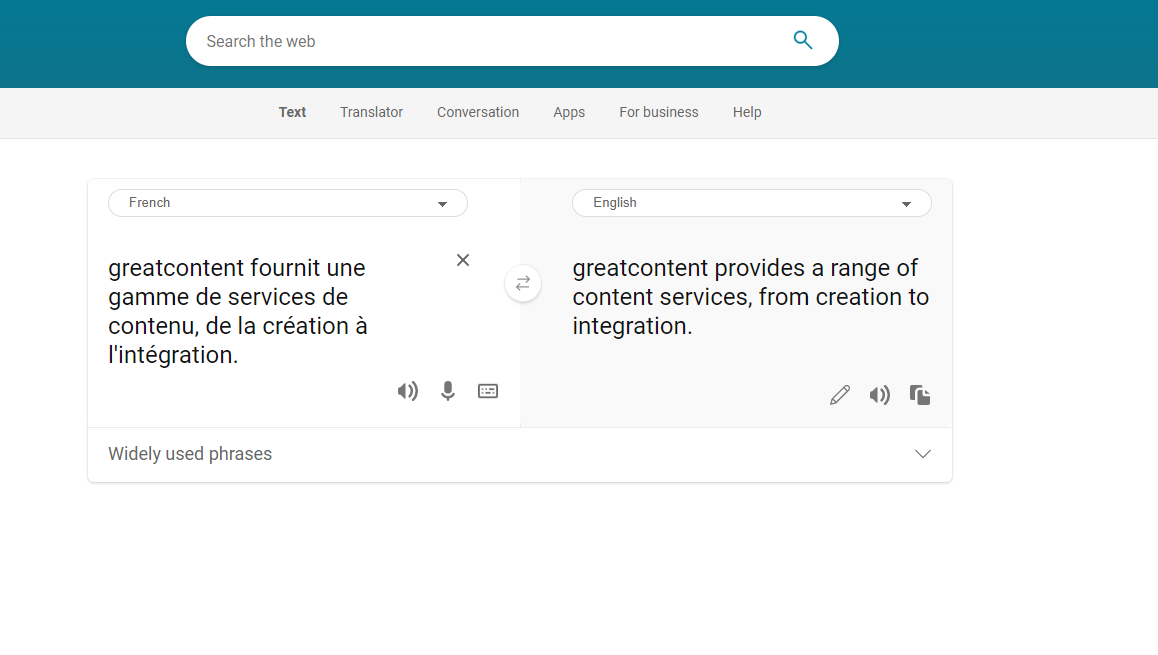 Search the web
Text Translator Conversation Apps For business Help
French
greatcontent fournit une
gamme de services de
contenu, de la création à
l'intégration.
English
greatcontent provides a range of
content services, from creation to
integration.
Widely used phrases